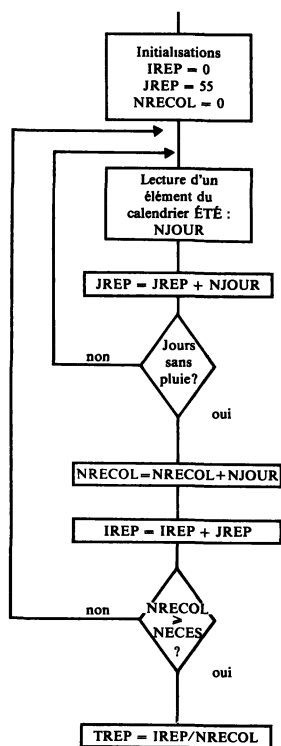 Initialisations
IREP = 0
JREP = 55
NRECOL = 0
Lecture d'un
élément du
calendrier ÉTÉ :
NJOUR
JREP = JREP + NJOUR
Jours
sans
pluie?
non
oui
NRECOL=NRECOL+NJOUR
IREP = IREP + JREP
non
NRECOL
⩾
NECES
?
oui
TREP = IREP/NRECOL